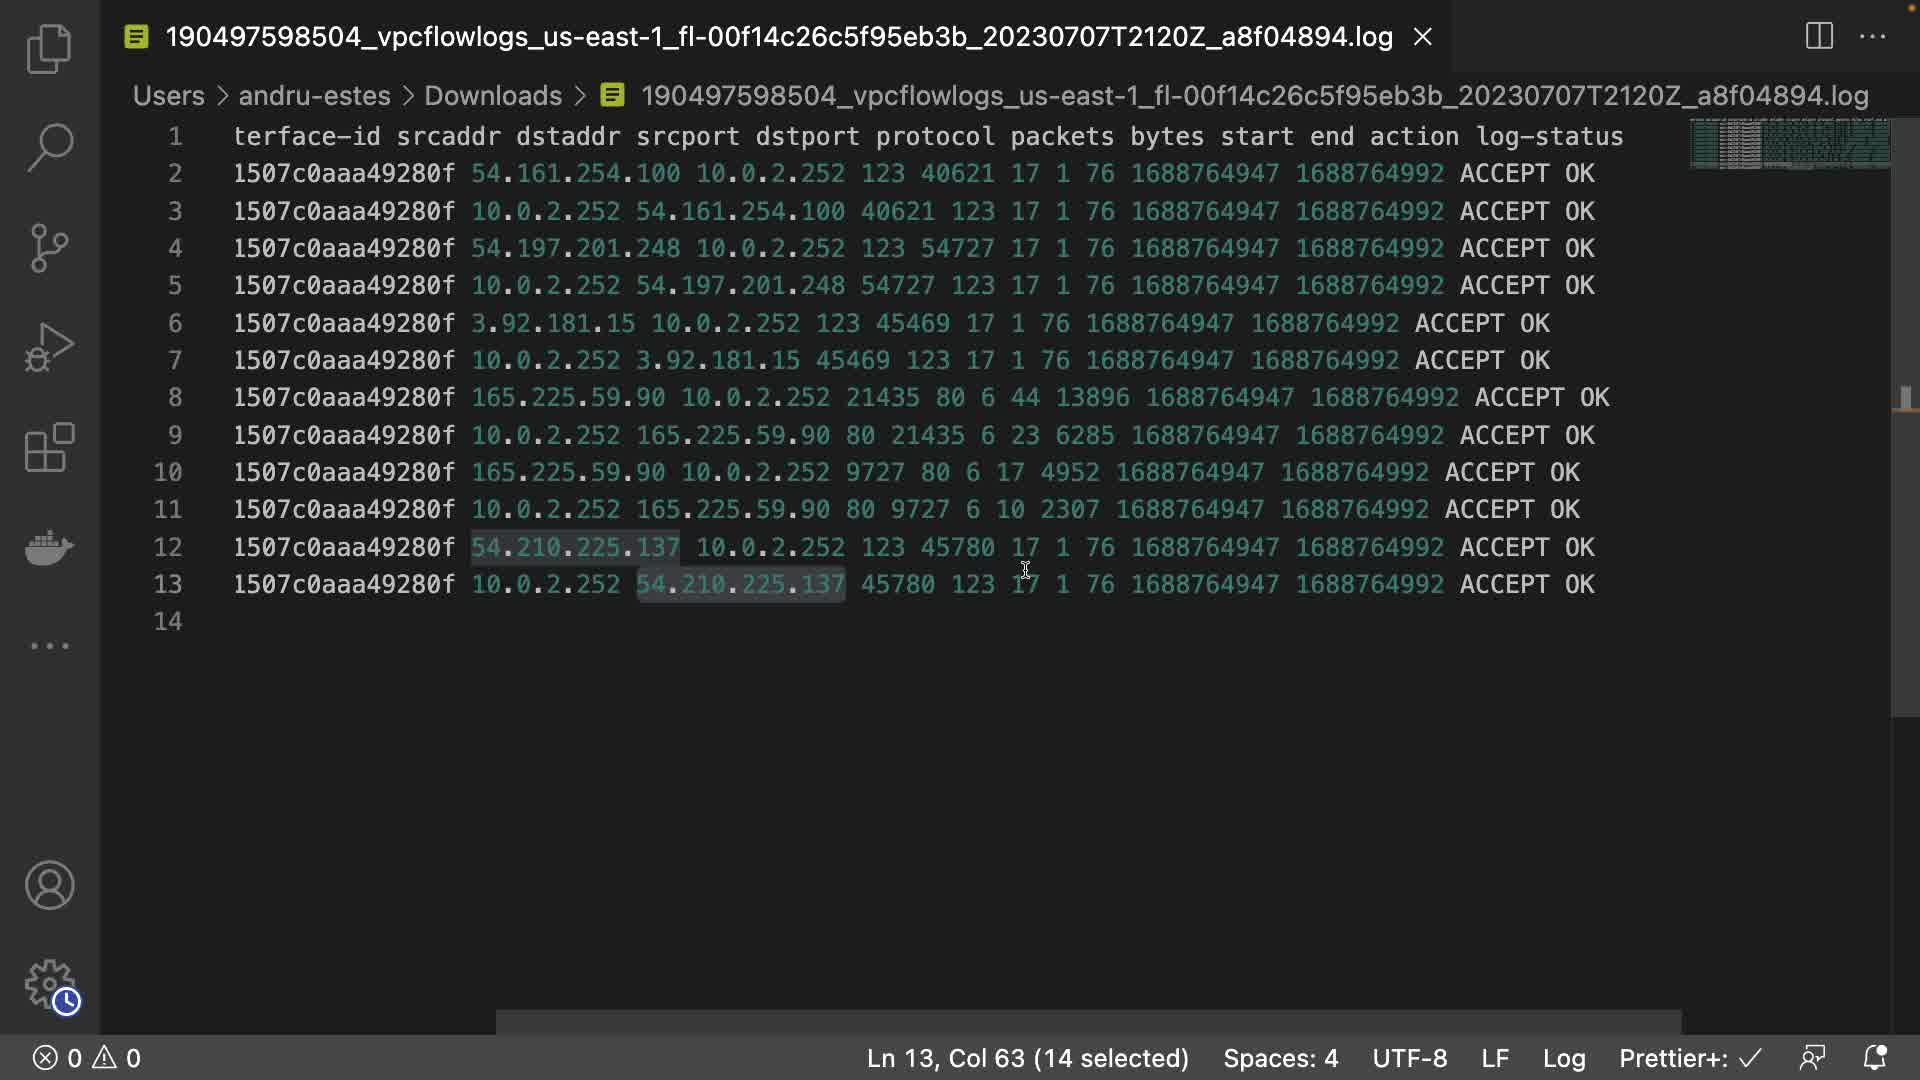 190497598504_vpcflowlogs_us-east-1_fl-00f14c26c5f95eb3b_20230707T2120Z_a8f04894.log
Users > andru-estes > Downloads > 190497598504_vpcflowlogs_us-east-1_fl-00f14c26c5f95eb3b_20230707T2120Z_a8f04894.log
1 terface-id srcaddr dstaddr srcport dstport protocol packets bytes start end action log-status
2 1507c0aaa49280f 54.161.254.100 10.0.2.252 123 40621 17 1 76 1688764947 1688764992 ACCEPT OK
3 1507c0aaa49280f 10.0.2.252 54.161.254.100 40621 123 17 1 76 1688764947 1688764992 ACCEPT OK
4 1507c0aaa49280f 54.197.201.248 10.0.2.252 123 54727 17 1 76 1688764947 1688764992 ACCEPT OK
5 1507c0aaa49280f 10.0.2.252 54.197.201.248 54727 123 17 1 76 1688764947 1688764992 ACCEPT OK
6 1507c0aaa49280f 3.92.181.15 10.0.2.252 123 45469 17 1 76 1688764947 1688764992 ACCEPT OK
7 1507c0aaa49280f 10.0.2.252 3.92.181.15 45469 123 17 1 76 1688764947 1688764992 ACCEPT OK
8 1507c0aaa49280f 165.225.59.90 10.0.2.252 21435 80 6 44 13896 1688764947 1688764992 ACCEPT OK
9 1507c0aaa49280f 10.0.2.252 165.225.59.90 80 21435 6 23 6285 1688764947 1688764992 ACCEPT OK
10 1507c0aaa49280f 165.225.59.90 10.0.2.252 9727 80 6 17 4952 1688764947 1688764992 ACCEPT OK
11 1507c0aaa49280f 10.0.2.252 165.225.59.90 80 9727 6 10 2307 1688764947 1688764992 ACCEPT OK
12 1507c0aaa49280f 54.210.225.137 10.0.2.252 123 45780 17 1 76 1688764947 1688764992 ACCEPT OK
13 1507c0aaa49280f 10.0.2.252 54.210.225.137 45780 123 17 1 76 1688764947 1688764992 ACCEPT OK
14
0 0 Ln 13, Col 63 (14 selected) Spaces: 4 UTF-8 LF Log Prettier+: ✓